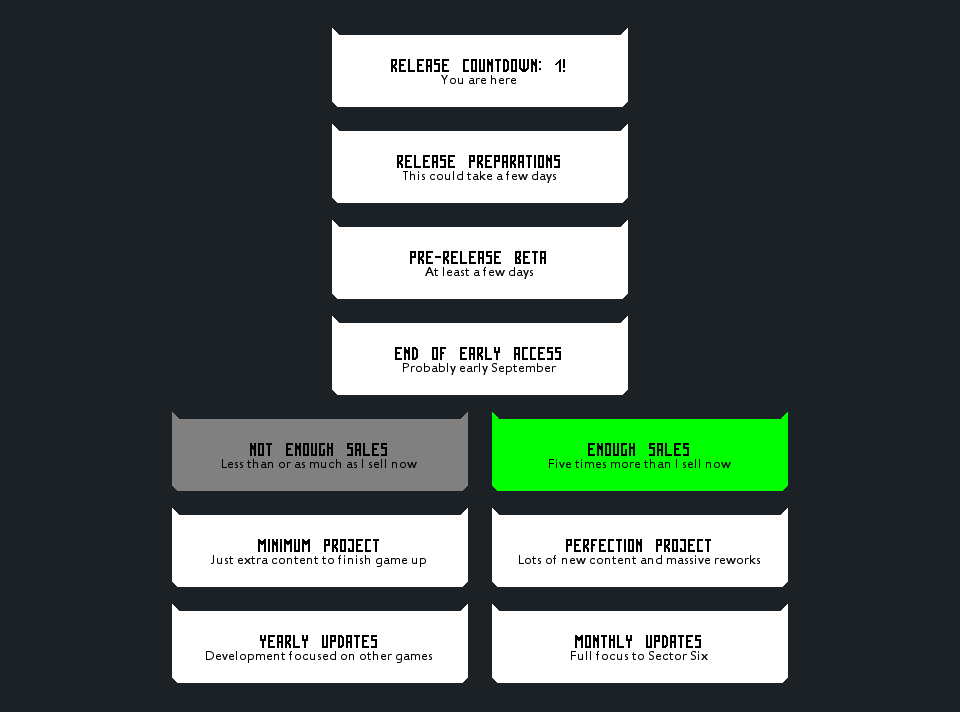 RELEASE COUNTDOWN: 1!
You are here
RELEASE PREPARATIONS
This could take a few days
PRE-RELEASE BETA
At least a few days
END OF EARLY ACCESS
Probably early September
NOT ENOUGH SALES
Less than or as much as I sell now
ENOUGH SALES
Five times more than I sell now
MINIMUM PROJECT
Just extra content to finish game up
PERFECTION PROJECT
Lots of new content and massive reworks
YEARLY UPDATES
Development focused on other games
MONTHLY UPDATES
Full focus to Sector Six